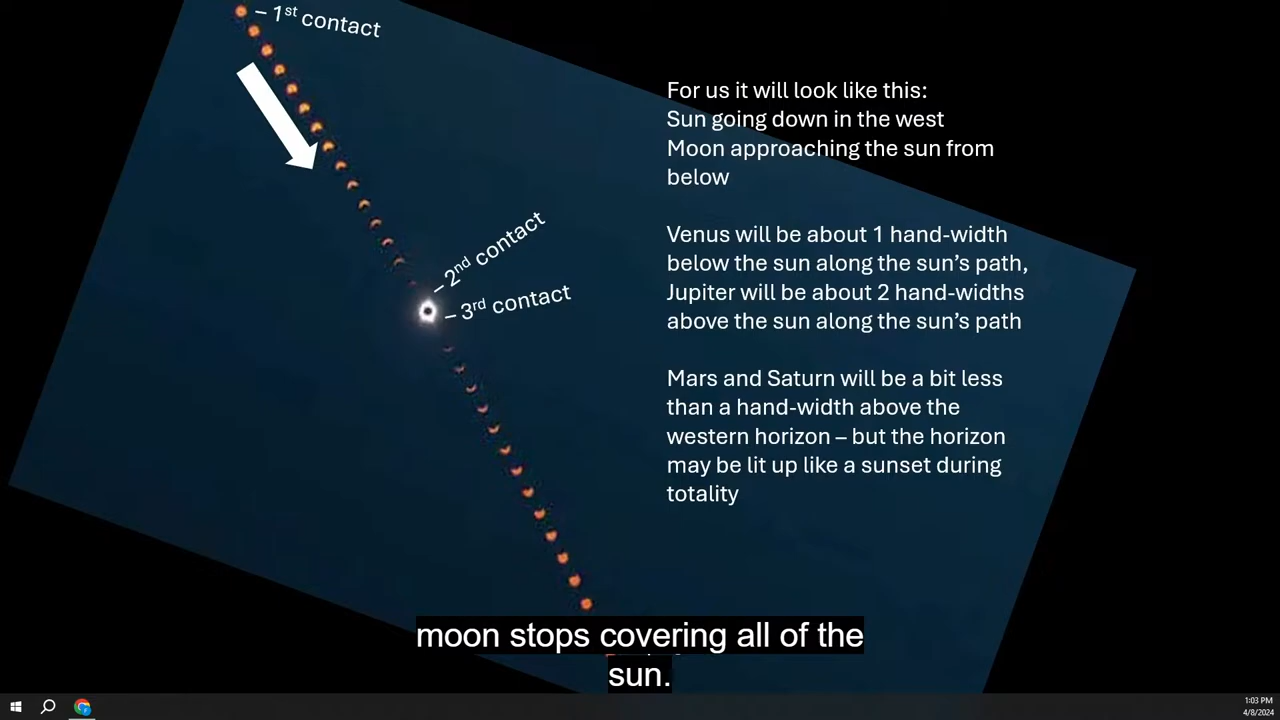 – 1st contact
– 2nd contact
– 3rd contact
For us it will look like this:
Sun going down in the west
Moon approaching the sun from
below
Venus will be about 1 hand-width
below the sun along the sun’s path,
Jupiter will be about 2 hand-widths
above the sun along the sun’s path
Mars and Saturn will be a bit less
than a hand-width above the
western horizon – but the horizon
may be lit up like a sunset during
totality
moon stops covering all of the
sun.
1:03 PM
4/8/2024